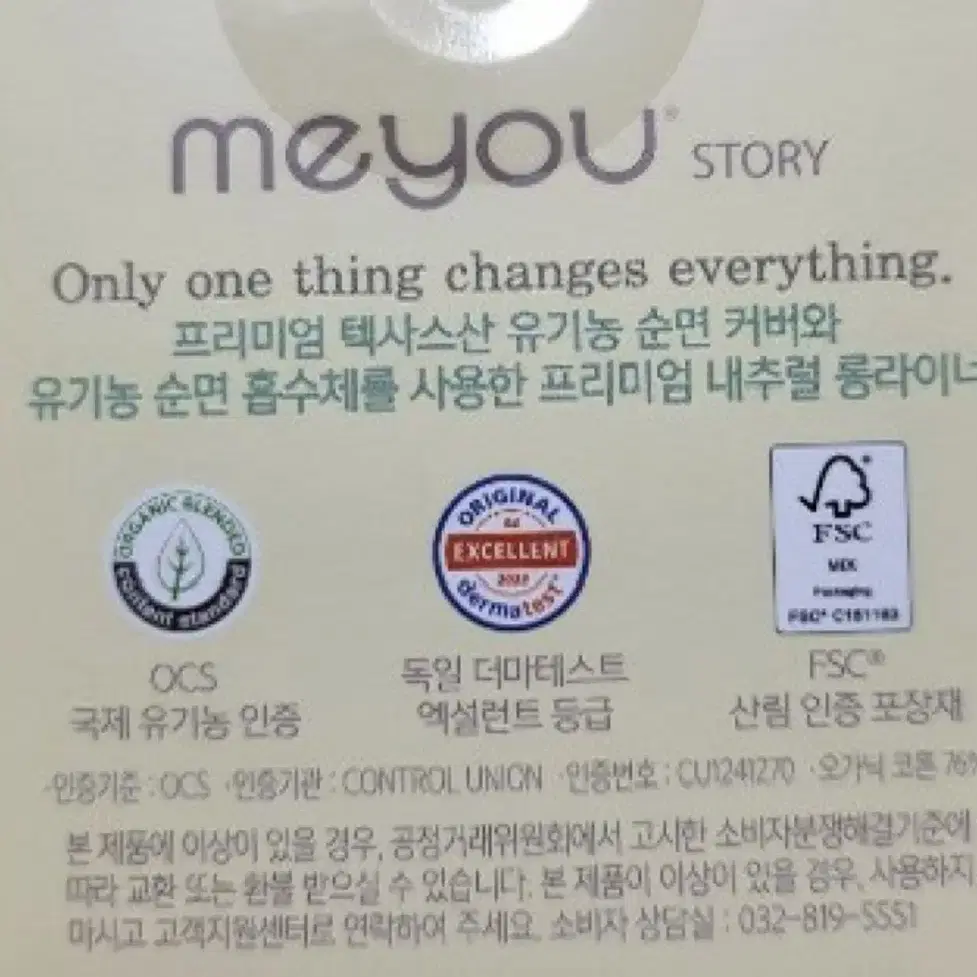 meyou® STORY
Only one thing changes everything.
프리미엄 텍사스산 유기농 순면 커버와
유기농 순면 흡수체를 사용한 프리미엄 내추럴 롱라이너
ORGANIC BLENDED
content standard
ORIGINAL
EXCELLENT
dermatest®
FSC
MIX
Packaging
FSC® C151163
OCS
국제 유기농 인증
독일 더마테스트
엑설런트 등급
FSC®
산림 인증 포장재
·인증기준 : OCS ·인증기관 : CONTROL UNION ·인증번호 : CU1241270 ·오가닉 코튼 76%
본 제품에 이상이 있을 경우, 공정거래위원회에서 고시한 소비자분쟁해결기준에
따라 교환 또는 환불 받으실 수 있습니다. 본 제품이 이상이 있을 경우, 사용하지
마시고 고객지원센터로 연락하여 주세요. 소비자 상담실 : 032-819-5551